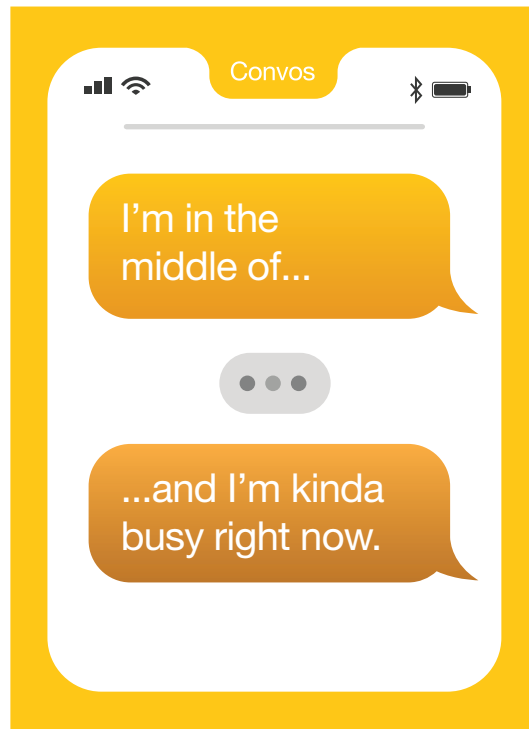 Convos
I’m in the
middle of...
...and I’m kinda
busy right now.